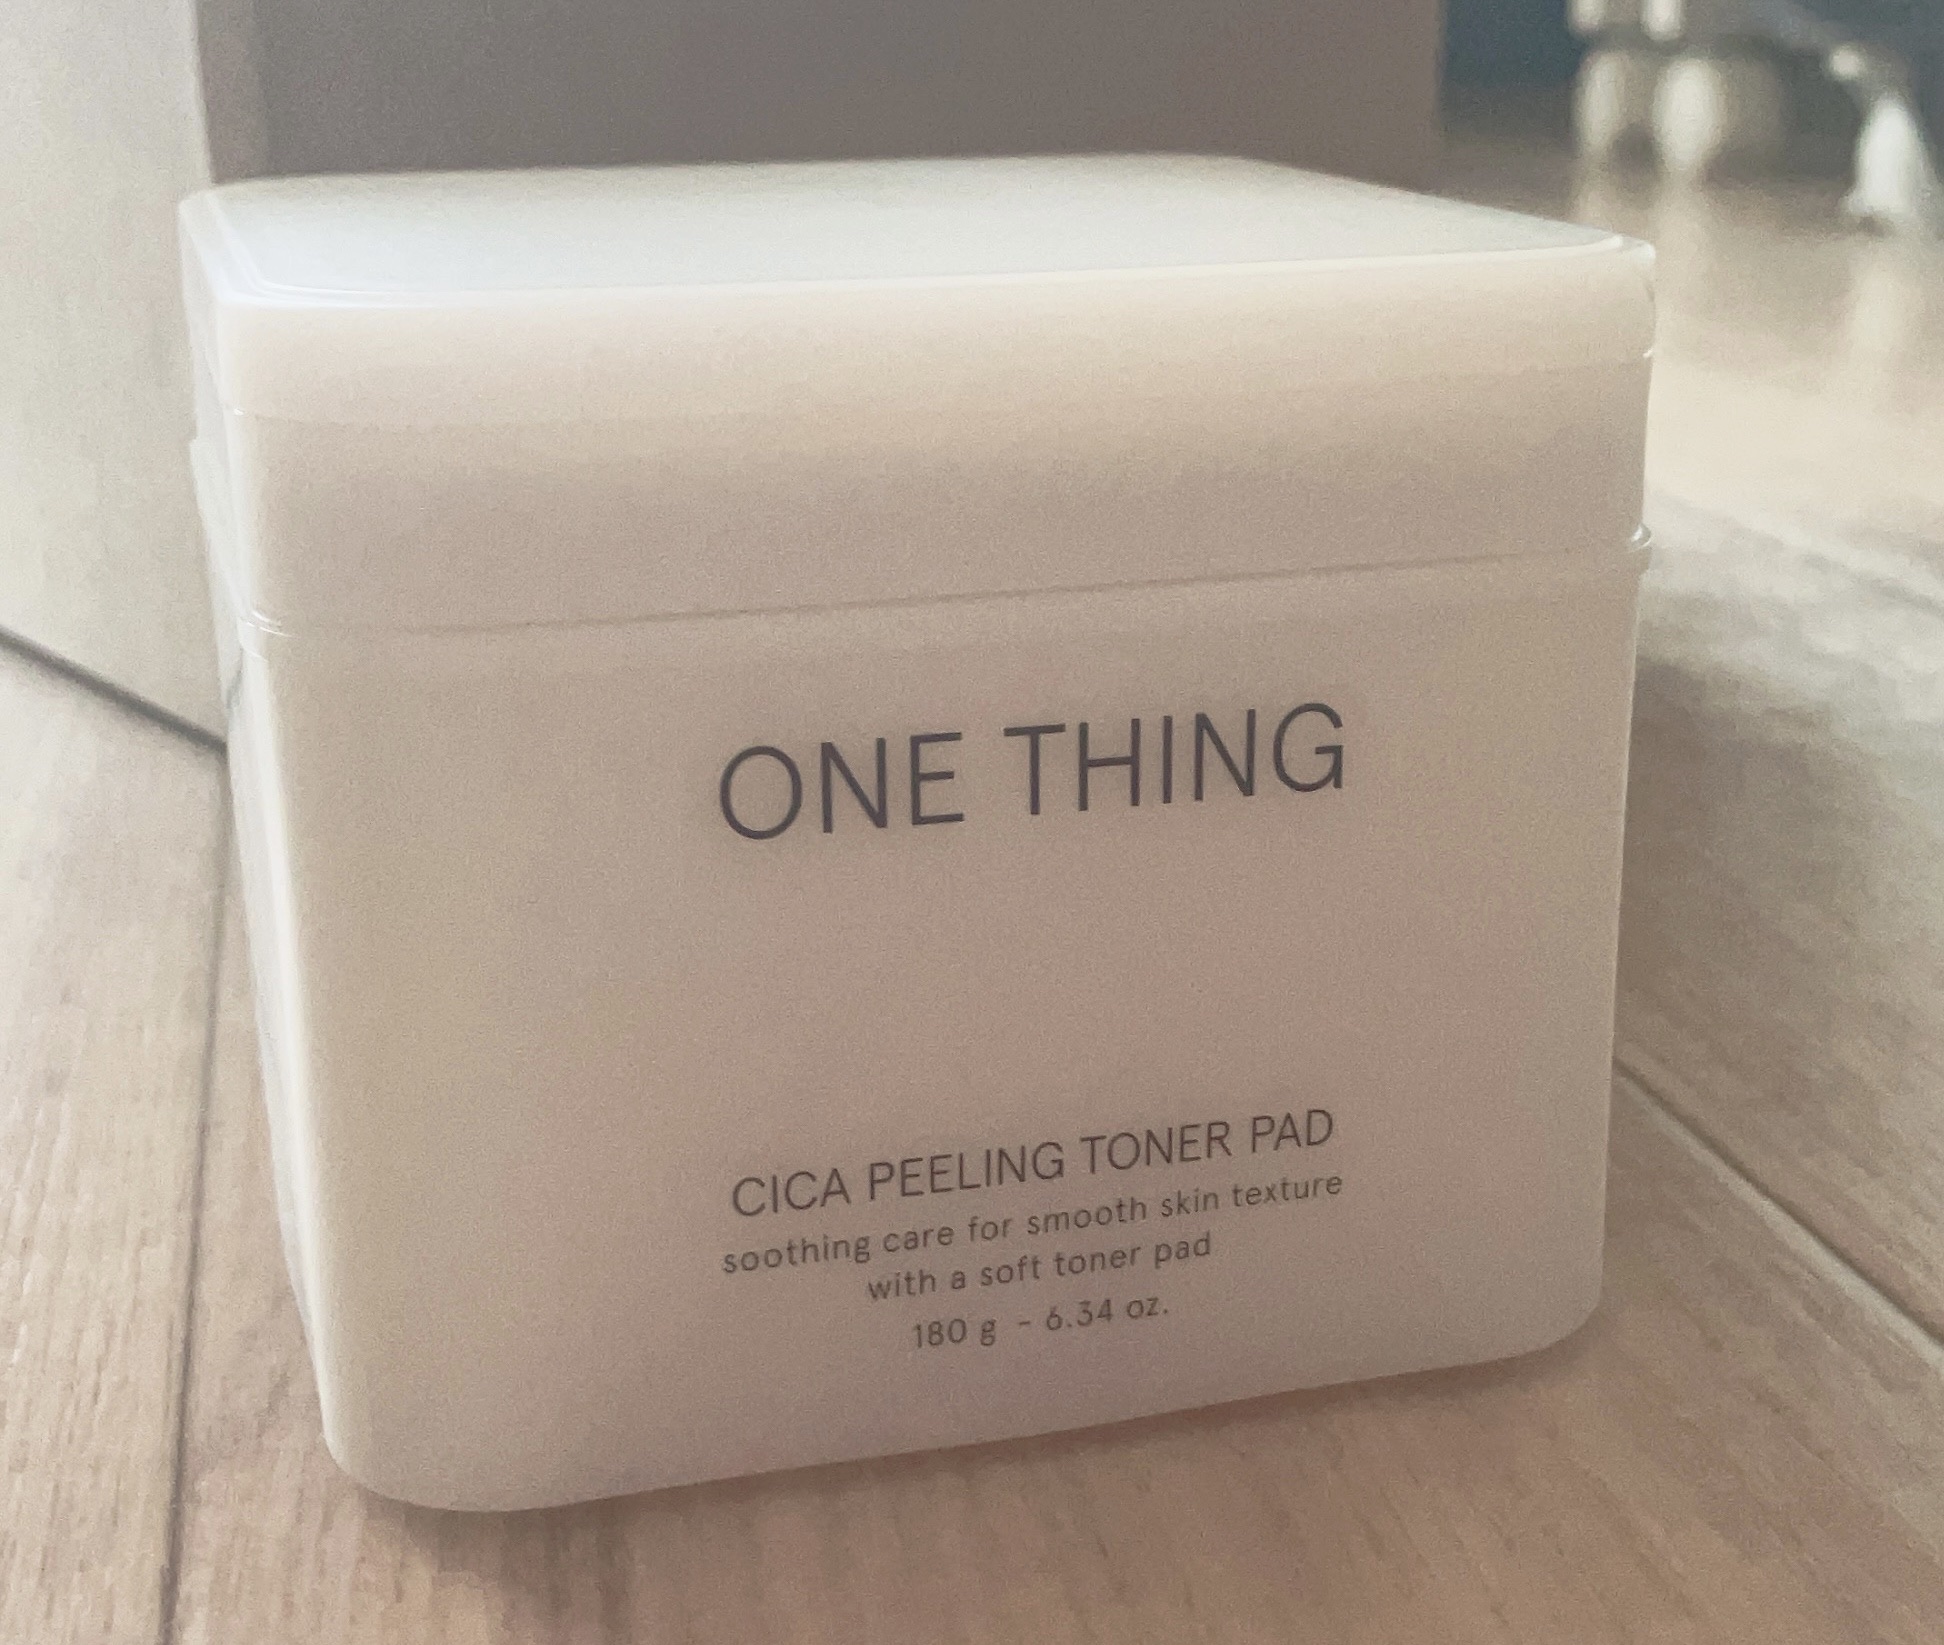 ONE THING
CICA PEELING TONER PAD
soothing care for smooth skin texture
with a soft toner pad
180 g - 6.34 oz.